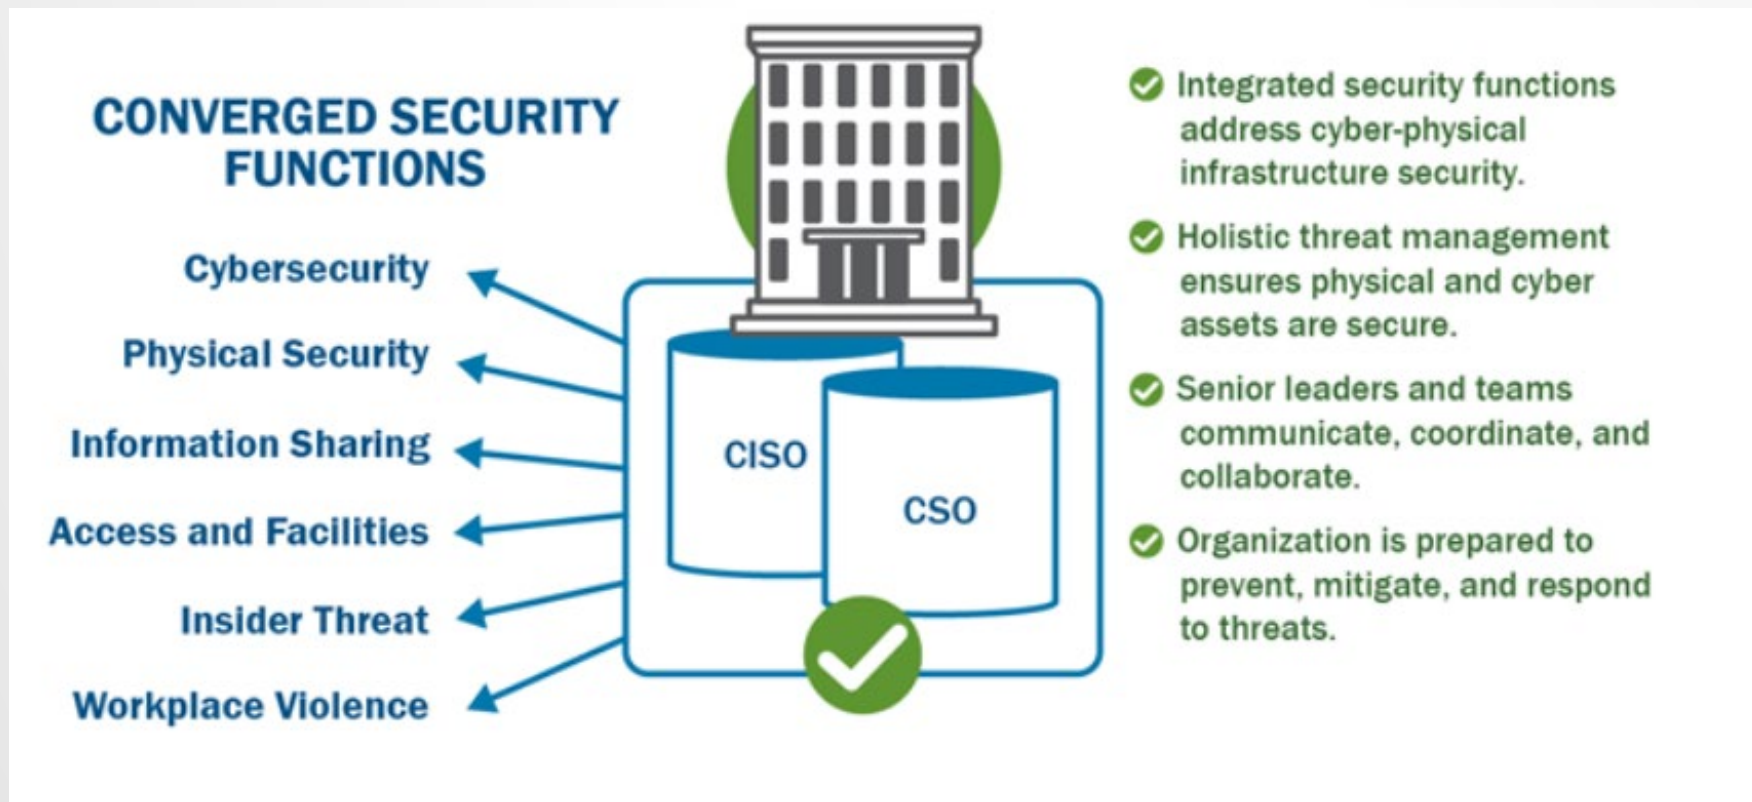 CONVERGED SECURITY
FUNCTIONS
Cybersecurity
Physical Security
Information Sharing
Access and Facilities
Insider Threat
Workplace Violence
CISO
CSO
Integrated security functions
address cyber-physical
infrastructure security.
Holistic threat management
ensures physical and cyber
assets are secure.
Senior leaders and teams
communicate, coordinate, and
collaborate.
Organization is prepared to
prevent, mitigate, and respond
to threats.